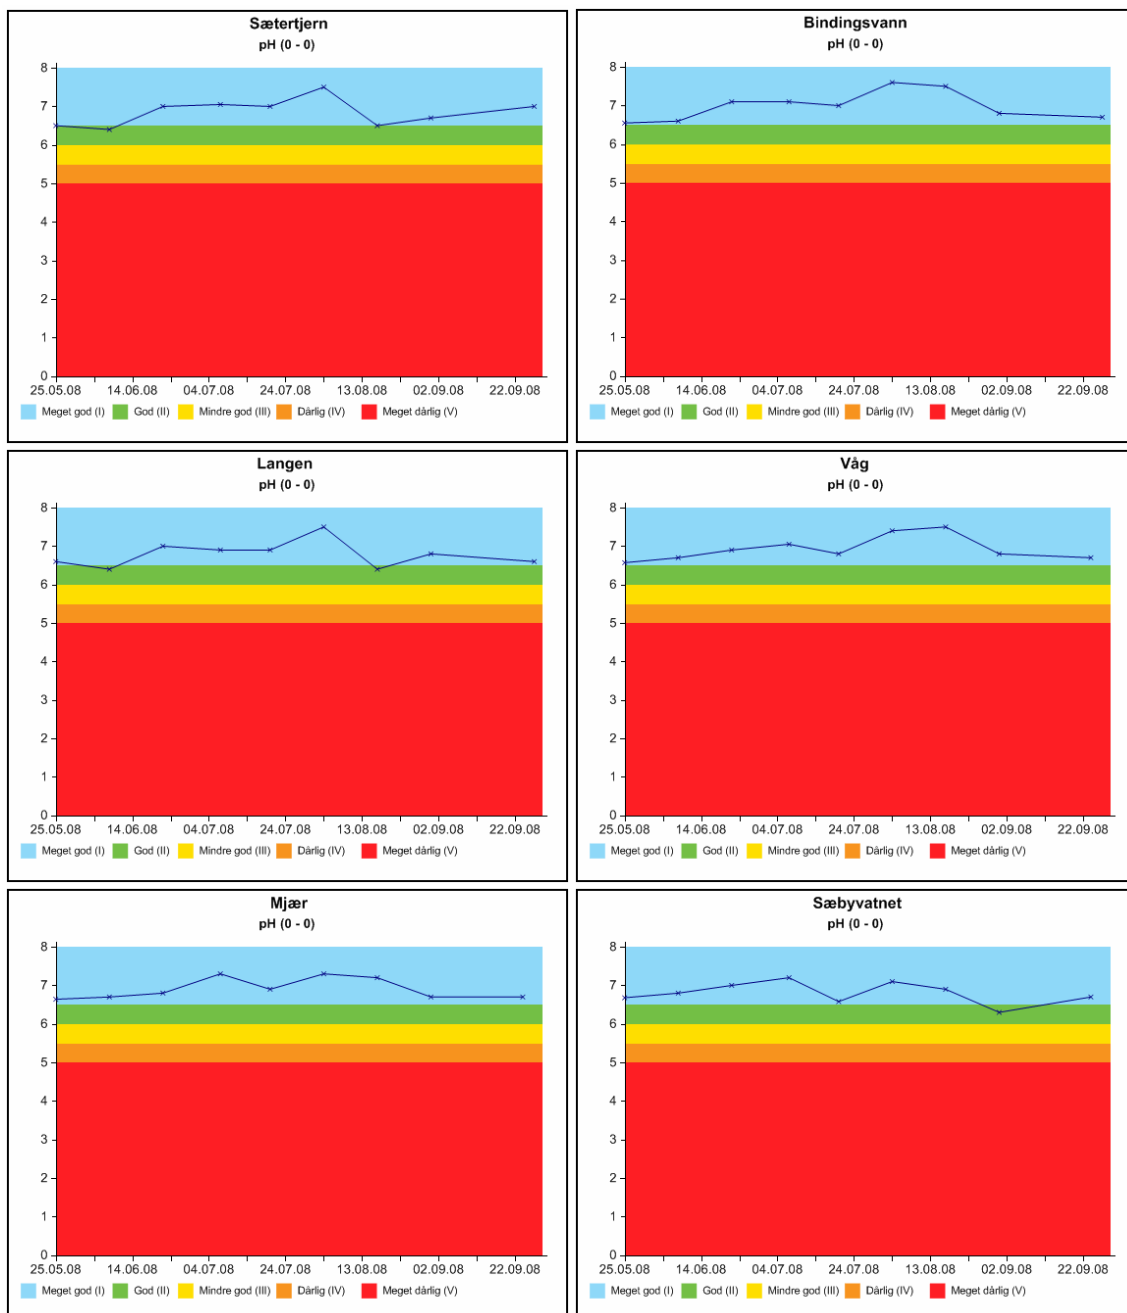 Sætertjern
pH (0 - 0)
8
7
6
5
4
3
2
1
0
25.05.08 14.06.08 04.07.08 24.07.08 13.08.08 02.09.08 22.09.08
Meget god (I) God (II) Mindre god (III) Dårlig (IV) Meget dårlig (V)
Bindingsvann
pH (0 - 0)
8
7
6
5
4
3
2
1
0
25.05.08 14.06.08 04.07.08 24.07.08 13.08.08 02.09.08 22.09.08
Meget god (I) God (II) Mindre god (III) Dårlig (IV) Meget dårlig (V)
Langen
pH (0 - 0)
8
7
6
5
4
3
2
1
0
25.05.08 14.06.08 04.07.08 24.07.08 13.08.08 02.09.08 22.09.08
Meget god (I) God (II) Mindre god (III) Dårlig (IV) Meget dårlig (V)
Våg
pH (0 - 0)
8
7
6
5
4
3
2
1
0
25.05.08 14.06.08 04.07.08 24.07.08 13.08.08 02.09.08 22.09.08
Meget god (I) God (II) Mindre god (III) Dårlig (IV) Meget dårlig (V)
Mjær
pH (0 - 0)
8
7
6
5
4
3
2
1
0
25.05.08 14.06.08 04.07.08 24.07.08 13.08.08 02.09.08 22.09.08
Meget god (I) God (II) Mindre god (III) Dårlig (IV) Meget dårlig (V)
Sæbyvatnet
pH (0 - 0)
8
7
6
5
4
3
2
1
0
25.05.08 14.06.08 04.07.08 24.07.08 13.08.08 02.09.08 22.09.08
Meget god (I) God (II) Mindre god (III) Dårlig (IV) Meget dårlig (V)